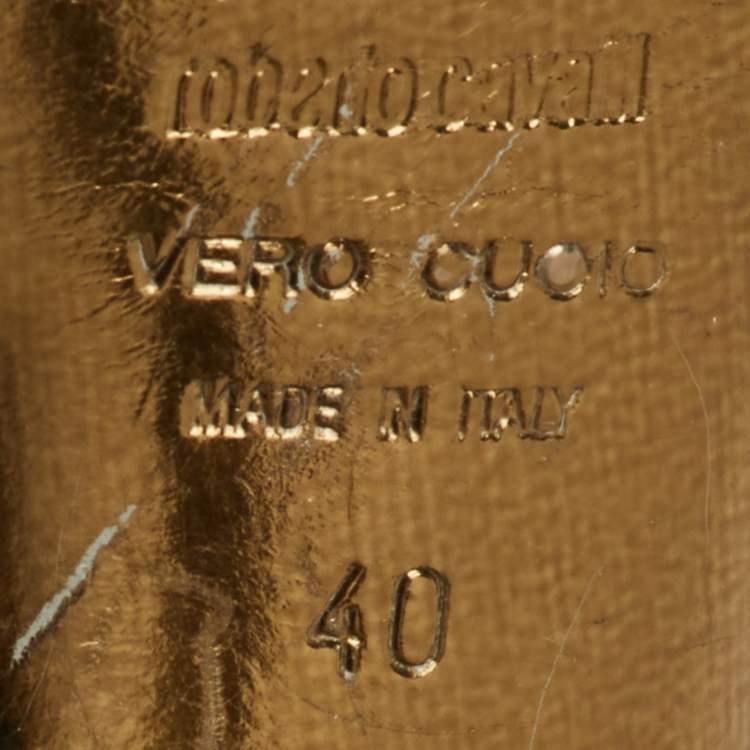 roberto cavalli
VERO CUOIO
MADE IN ITALY
40